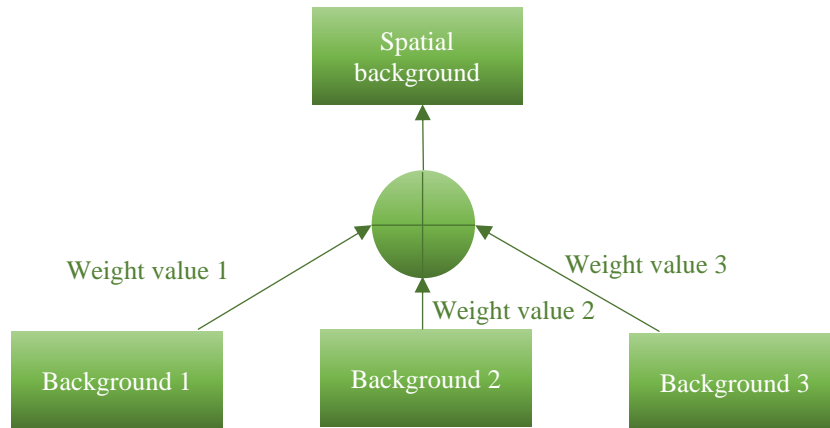 Spatial
background
Weight value 1
Weight value 3
Weight value 2
Background 1
Background 2
Background 3